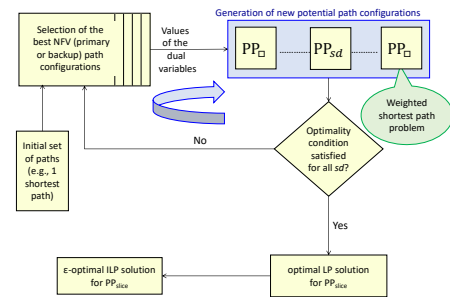 Generation of new potential path configurations
Selection of the
best NFV (primary
or backup) path
configurations
Values of
the dual
variables
PP□ ........ PPsd ........ PP□
Weighted
shortest path
problem
No
Optimality
condition
satisfied
for all sd?
Initial set
of paths
(e.g., 1
shortest
path)
Yes
ε-optimal ILP solution
for PPslice
optimal LP solution
for PPslice